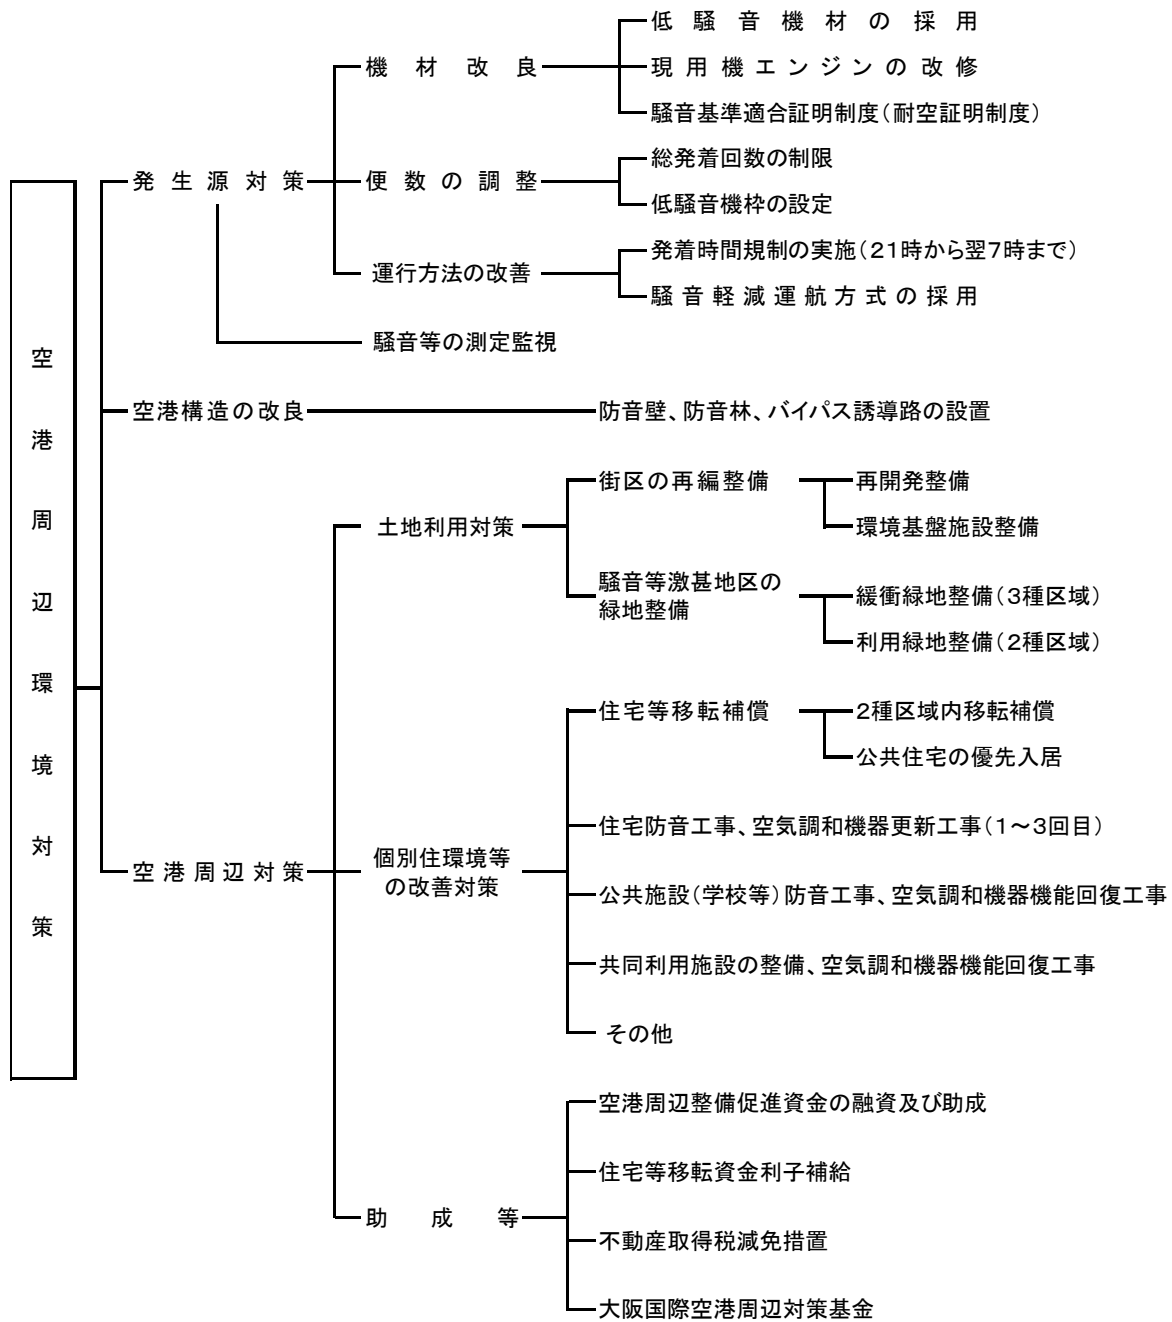 空港周辺環境対策
発生源対策
機材改良
低騒音機材の採用
現用機エンジンの改修
騒音基準適合証明制度(耐空証明制度)
便数の調整
総発着回数の制限
低騒音機枠の設定
運行方法の改善
発着時間規制の実施(21時から翌7時まで)
騒音軽減運航方式の採用
騒音等の測定監視
空港構造の改良
防音壁、防音林、バイパス誘導路の設置
空港周辺対策
土地利用対策
街区の再編整備
再開発整備
環境基盤施設整備
騒音等激甚地区の
緑地整備
緩衝緑地整備(3種区域)
利用緑地整備(2種区域)
個別住環境等
の改善対策
住宅等移転補償
2種区域内移転補償
公共住宅の優先入居
住宅防音工事、空気調和機器更新工事(1～3回目)
公共施設(学校等)防音工事、空気調和機器機能回復工事
共同利用施設の整備、空気調和機器機能回復工事
その他
助成等
空港周辺整備促進資金の融資及び助成
住宅等移転資金利子補給
不動産取得税減免措置
大阪国際空港周辺対策基金